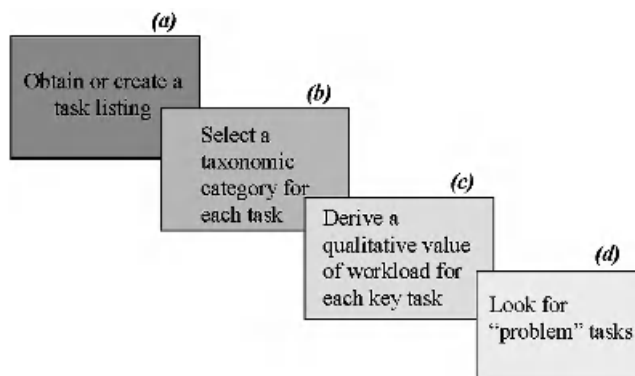 (a)
Obtain or create a
task listing
(b)
Select a
taxonomic
category for
each task
(c)
Derive a
qualitative value
of workload for
each key task
(d)
Look for
“problem” tasks